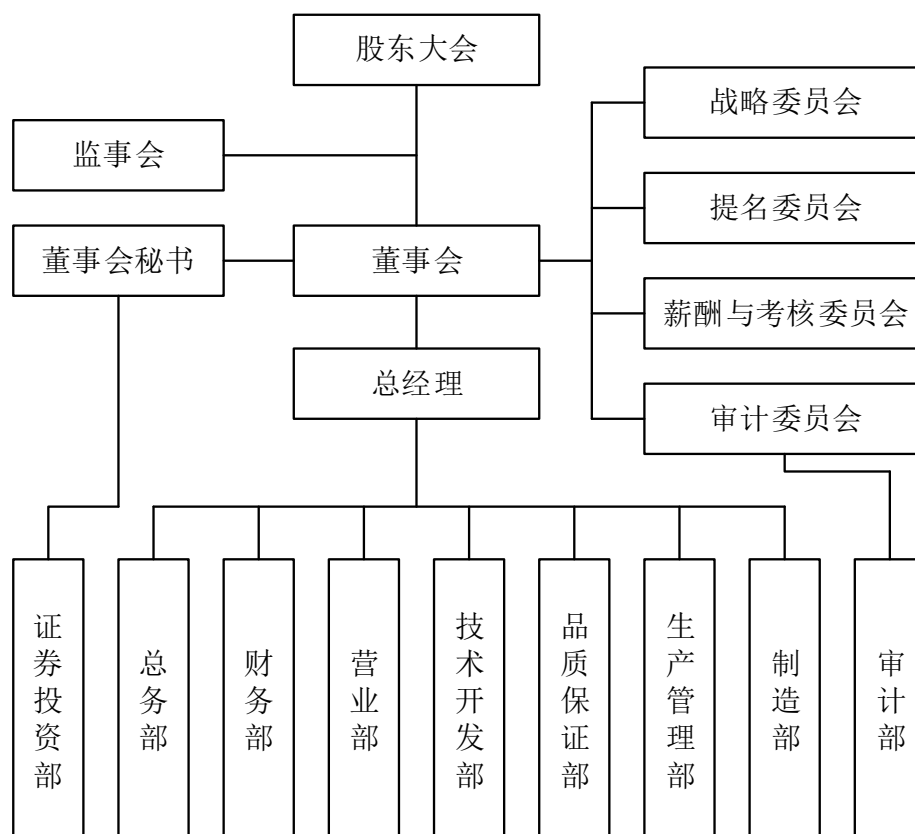 股东大会
战略委员会
监事会
提名委员会
董事会秘书
董事会
薪酬与考核委员会
总经理
审计委员会
证券投资部
总务部
财务部
营业部
技术开发部
品质保证部
生产管理部
制造部
审计部